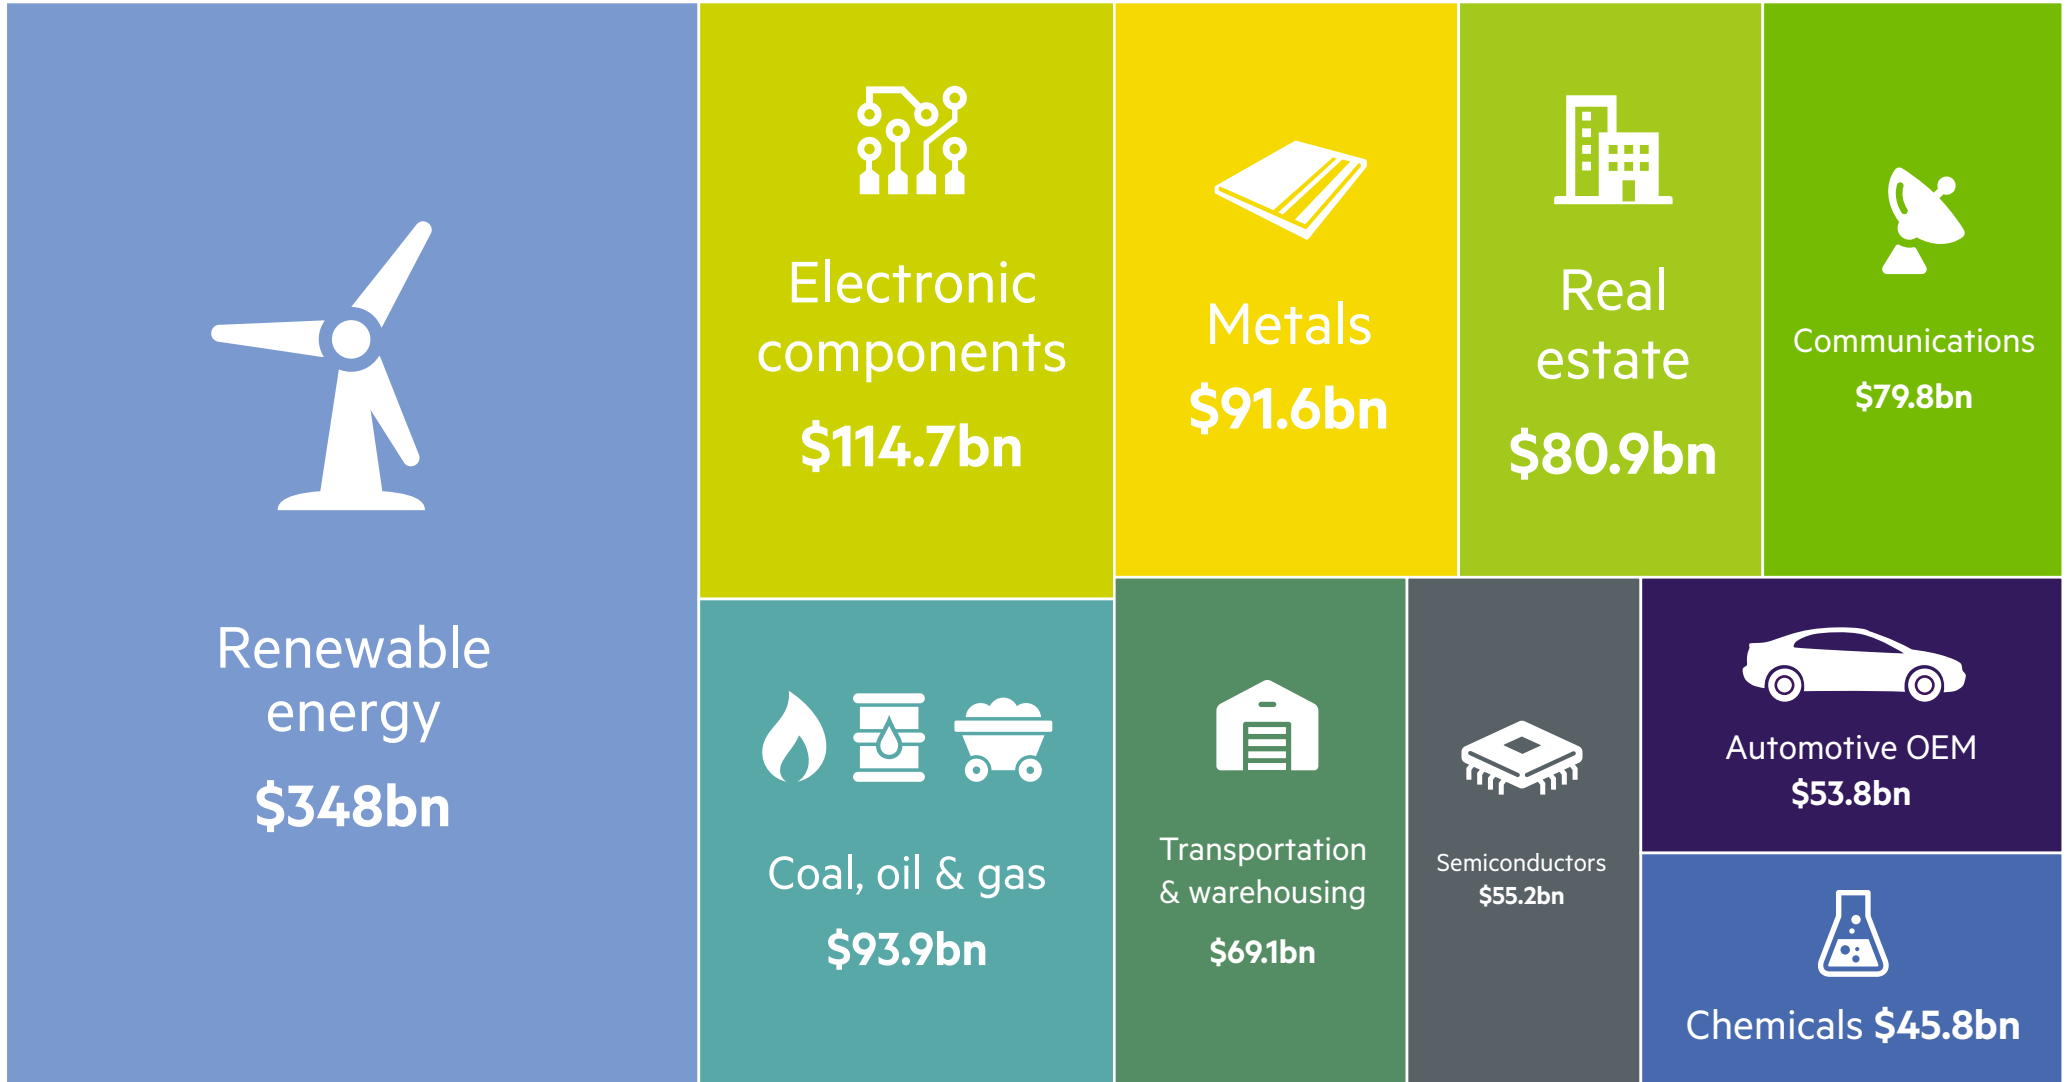 Renewable
energy
$348bn
Electronic
components
$114.7bn
Coal, oil & gas
$93.9bn
Metals
$91.6bn
Real
estate
$80.9bn
Communications
$79.8bn
Transportation
& warehousing
$69.1bn
Semiconductors
$55.2bn
Automotive OEM
$53.8bn
Chemicals $45.8bn